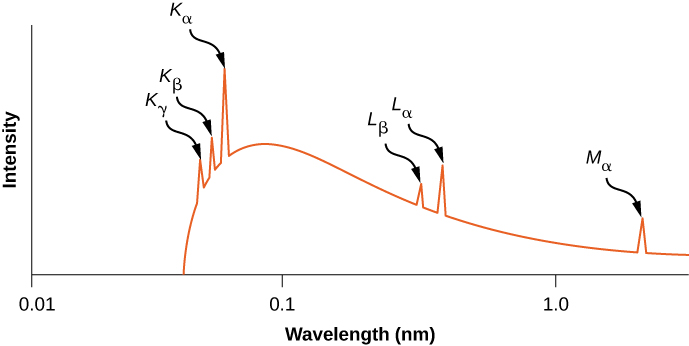 Kα
Kβ
Kγ
Lβ
Lα
Mα
Intensity
0.01
0.1
1.0
Wavelength (nm)